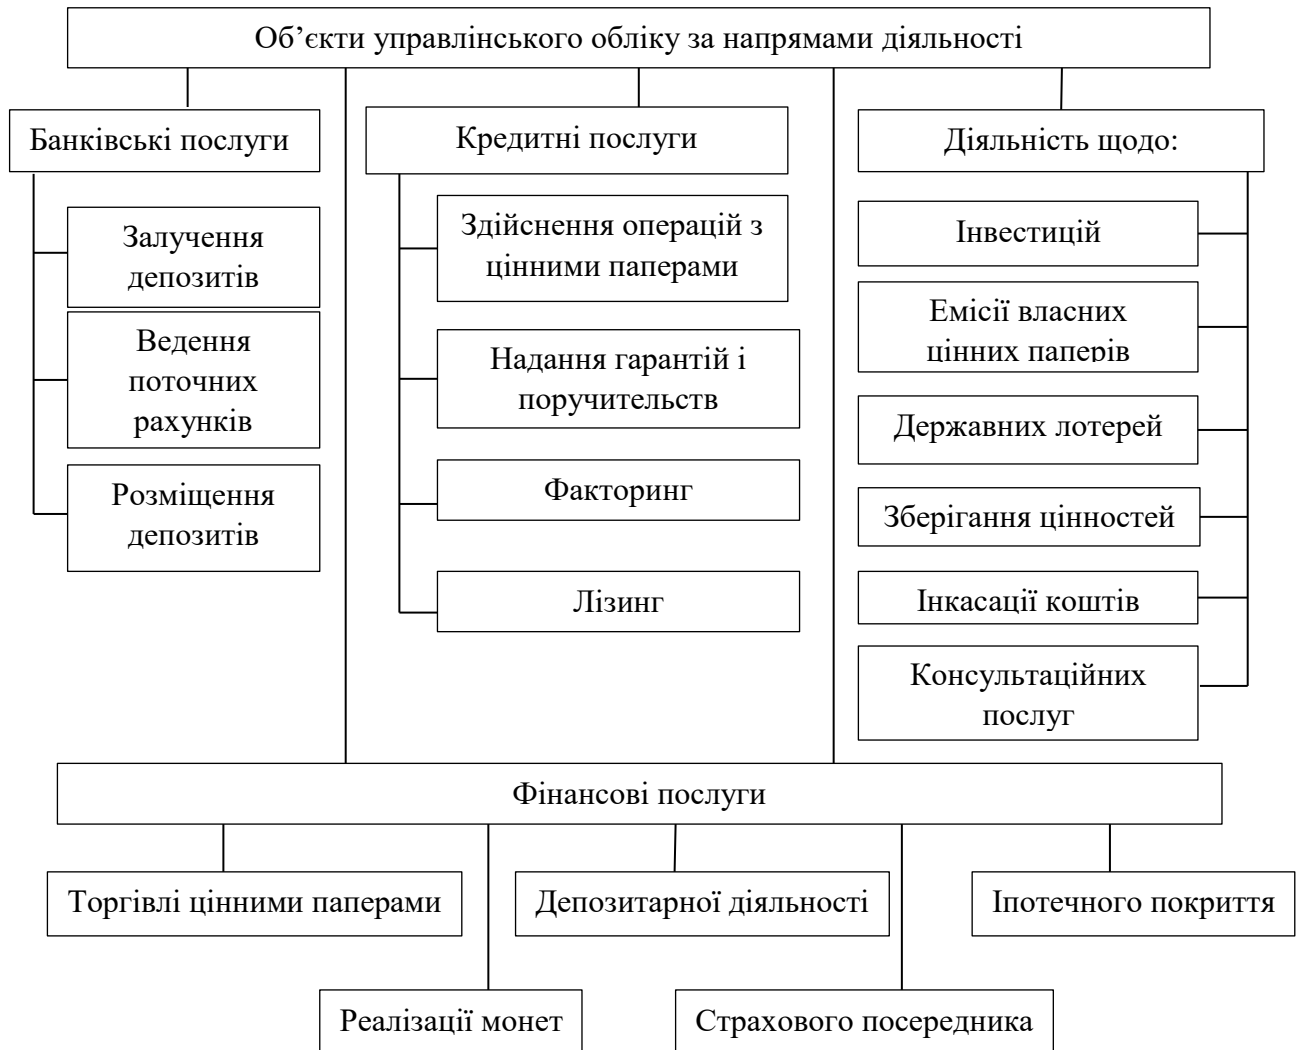 Об’єкти управлінського обліку за напрямами діяльності
Банківські послуги
Залучення
депозитів
Ведення
поточних
рахунків
Розміщення
депозитів
Кредитні послуги
Здійснення операцій з
цінними паперами
Надання гарантій і
поручительств
Факторинг
Лізинг
Діяльність щодо:
Інвестицій
Емісії власних
цінних паперів
Державних лотерей
Зберігання цінностей
Інкасації коштів
Консультаційних
послуг
Фінансові послуги
Торгівлі цінними паперами
Депозитарної діяльності
Іпотечного покриття
Реалізації монет
Страхового посередника